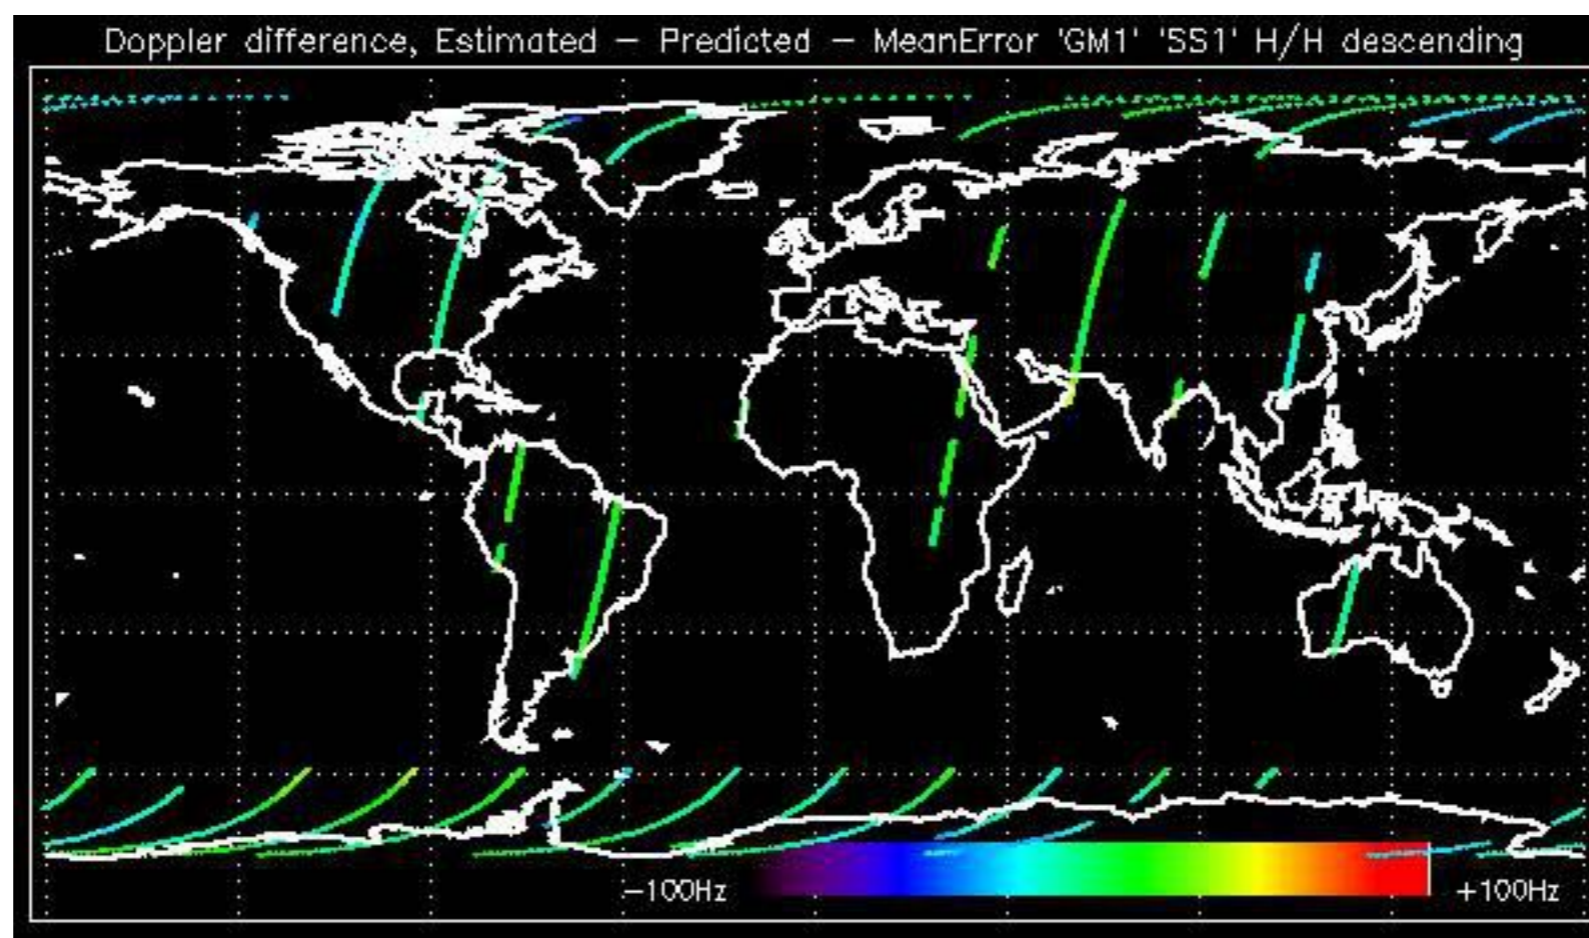 Doppler difference, Estimated – Predicted – MeanError 'GM1' 'SS1' H/H descending
–100Hz +100Hz